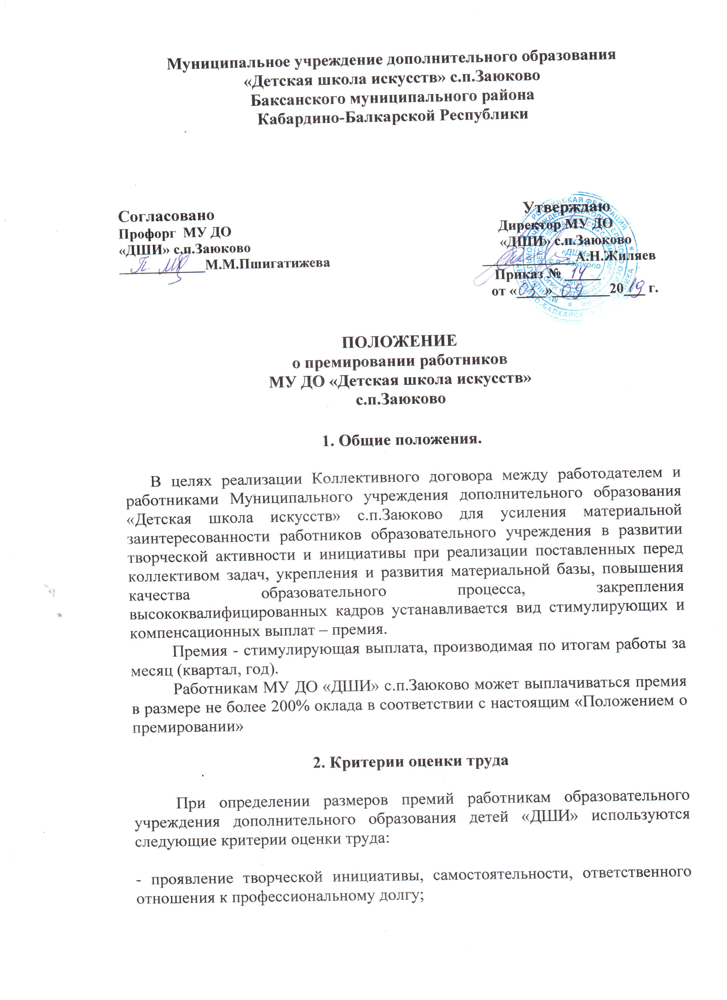 Муниципальное учреждение дополнительного образования
«Детская школа искусств» с.п.Заюково
Баксанского муниципального района
Кабардино-Балкарской Республики
Согласовано
Профорг МУ ДО
«ДШИ» с.п.Заюково
М.М.Пшигатижева
Утверждаю
Директор МУ ДО
«ДШИ» с.п.Заюково
А.Н.Жиляев
Приказ № 14
от «03» 09 2019 г.
РОССИЙСКАЯ ФЕДЕРАЦИЯ
«ДШИ»
с.п. Заюково
ПОЛОЖЕНИЕ
о премировании работников
МУ ДО «Детская школа искусств»
с.п.Заюково
1. Общие положения.
В целях реализации Коллективного договора между работодателем и
работниками Муниципального учреждения дополнительного образования
«Детская школа искусств» с.п.Заюково для усиления материальной
заинтересованности работников образовательного учреждения в развитии
творческой активности и инициативы при реализации поставленных перед
коллективом задач, укрепления и развития материальной базы, повышения
качества образовательного процесса, закрепления
высококвалифицированных кадров устанавливается вид стимулирующих и
компенсационных выплат – премия.
Премия - стимулирующая выплата, производимая по итогам работы за
месяц (квартал, год).
Работникам МУ ДО «ДШИ» с.п.Заюково может выплачиваться премия
в размере не более 200% оклада в соответствии с настоящим «Положением о
премировании»
2. Критерии оценки труда
При определении размеров премий работникам образовательного
учреждения дополнительного образования детей «ДШИ» используются
следующие критерии оценки труда:
- проявление творческой инициативы, самостоятельности, ответственного
отношения к профессиональному долгу;